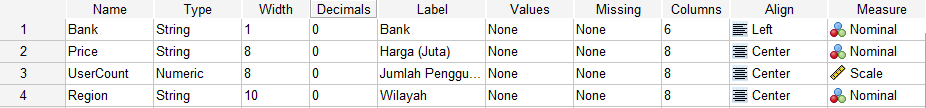 Name Type Width Decimals Label Values Missing Columns Align Measure
1 Bank String 1 0 Bank None None 6 Left Nominal
2 Price String 8 0 Harga (Juta) None None 8 Center Nominal
3 UserCount Numeric 8 0 Jumlah Penggu... None None 8 Center Scale
4 Region String 10 0 Wilayah None None 8 Center Nominal